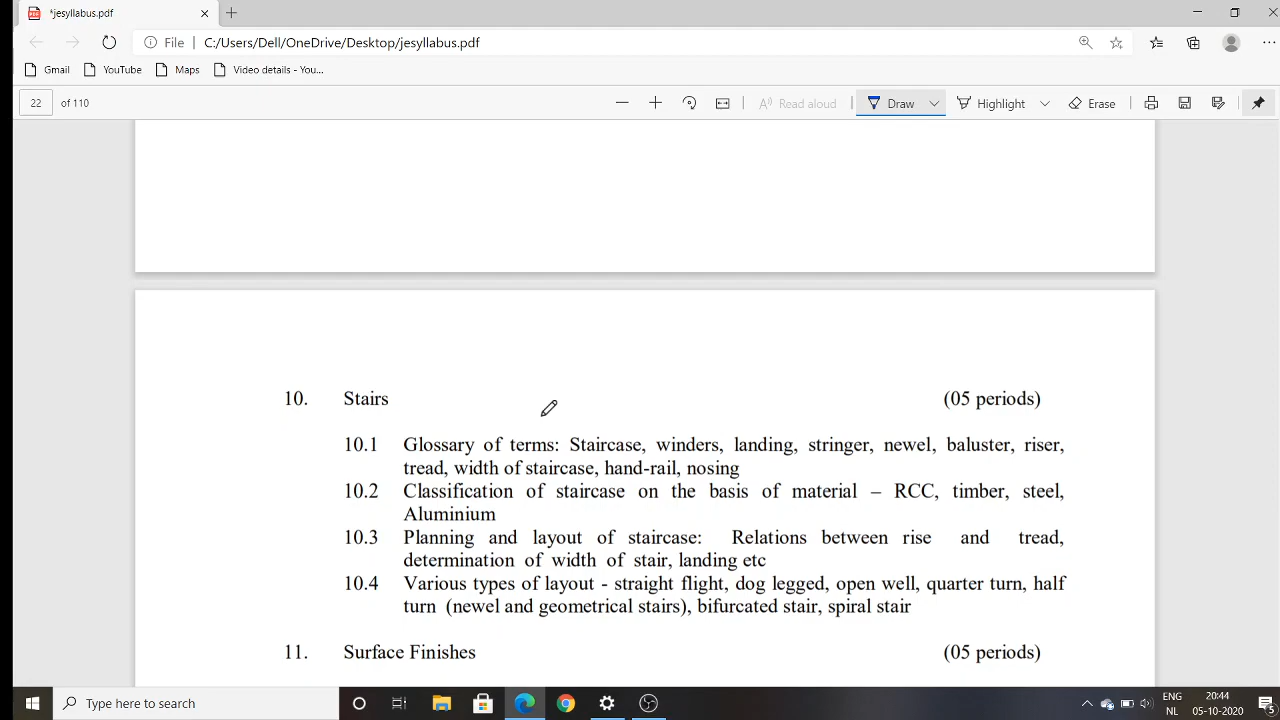 *jesyllabus.pdf
File | C:/Users/Dell/OneDrive/Desktop/jesyllabus.pdf
Gmail YouTube Maps Video details - You...
22 of 110 Read aloud Draw Highlight Erase
10. Stairs (05 periods)
10.1 Glossary of terms: Staircase, winders, landing, stringer, newel, baluster, riser,
tread, width of staircase, hand-rail, nosing
10.2 Classification of staircase on the basis of material – RCC, timber, steel,
Aluminium
10.3 Planning and layout of staircase: Relations between rise and tread,
determination of width of stair, landing etc
10.4 Various types of layout - straight flight, dog legged, open well, quarter turn, half
turn (newel and geometrical stairs), bifurcated stair, spiral stair
11. Surface Finishes (05 periods)
Type here to search
ENG 20:44
NL 05-10-2020
5